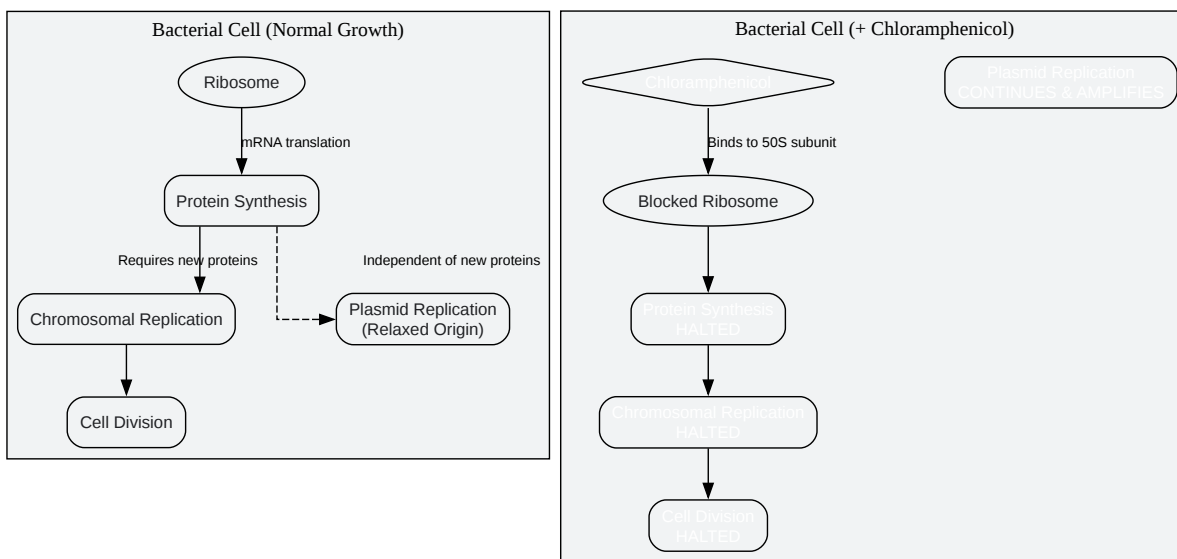 Bacterial Cell (Normal Growth)
Ribosome
mRNA translation
Protein Synthesis
Requires new proteins
Independent of new proteins
Chromosomal Replication
Plasmid Replication
(Relaxed Origin)
Cell Division
Bacterial Cell (+ Chloramphenicol)
Chloramphenicol
Plasmid Replication
CONTINUES & AMPLIFIES
Binds to 50S subunit
Blocked Ribosome
Protein Synthesis
HALTED
Chromosomal Replication
HALTED
Cell Division
HALTED